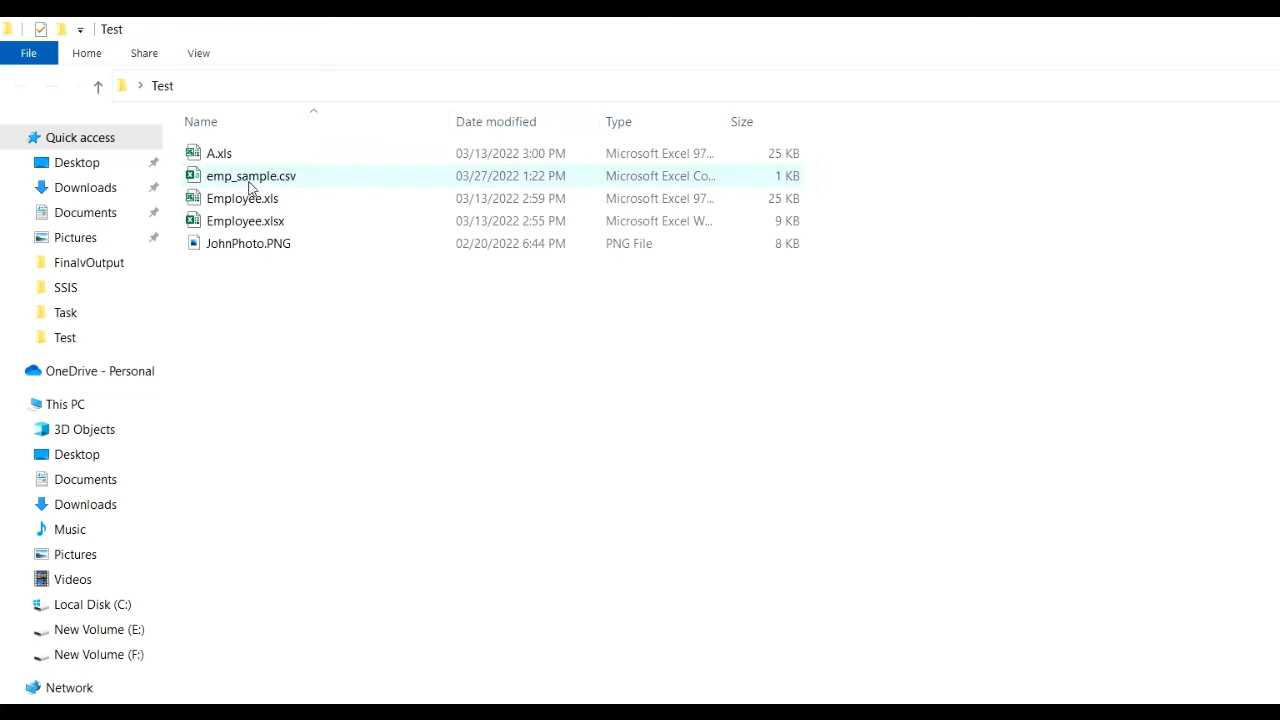 Test
File Home Share View
Test
Name Date modified Type Size
Quick access
Desktop
Downloads
Documents
Pictures
FinalvOutput
SSIS
Task
Test
OneDrive - Personal
This PC
3D Objects
Desktop
Documents
Downloads
Music
Pictures
Videos
Local Disk (C:)
New Volume (E:)
New Volume (F:)
Network
A.xls 03/13/2022 3:00 PM Microsoft Excel 97... 25 KB
emp_sample.csv 03/27/2022 1:22 PM Microsoft Excel Co... 1 KB
Employee.xls 03/13/2022 2:59 PM Microsoft Excel 97... 25 KB
Employee.xlsx 03/13/2022 2:55 PM Microsoft Excel W... 9 KB
JohnPhoto.PNG 02/20/2022 6:44 PM PNG File 8 KB